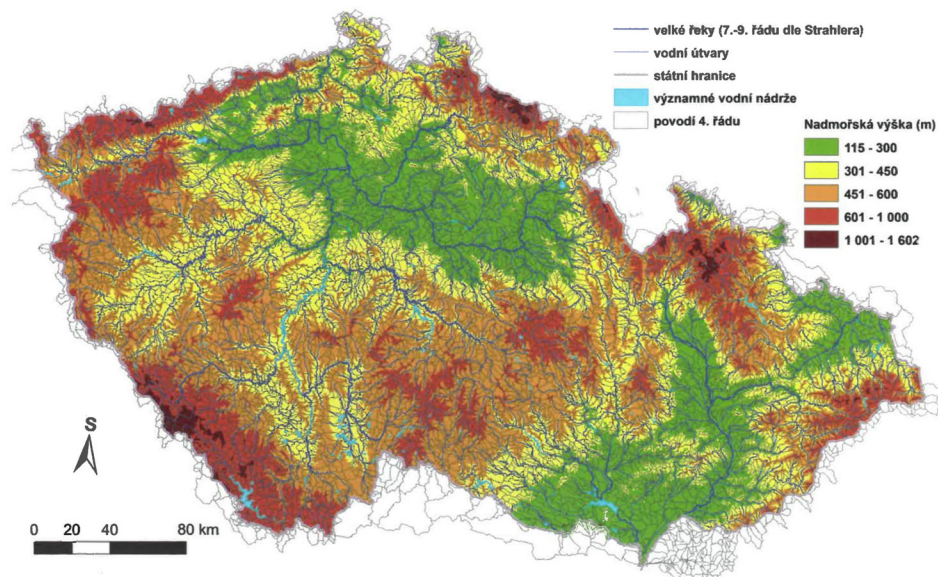 velké řeky (7.-9. řádu dle Strahlera)
vodní útvary
státní hranice
významné vodní nádrže
povodí 4. řádu
Nadmořská výška (m)
115 - 300
301 - 450
451 - 600
601 - 1 000
1 001 - 1 602
S
0 20 40 80 km